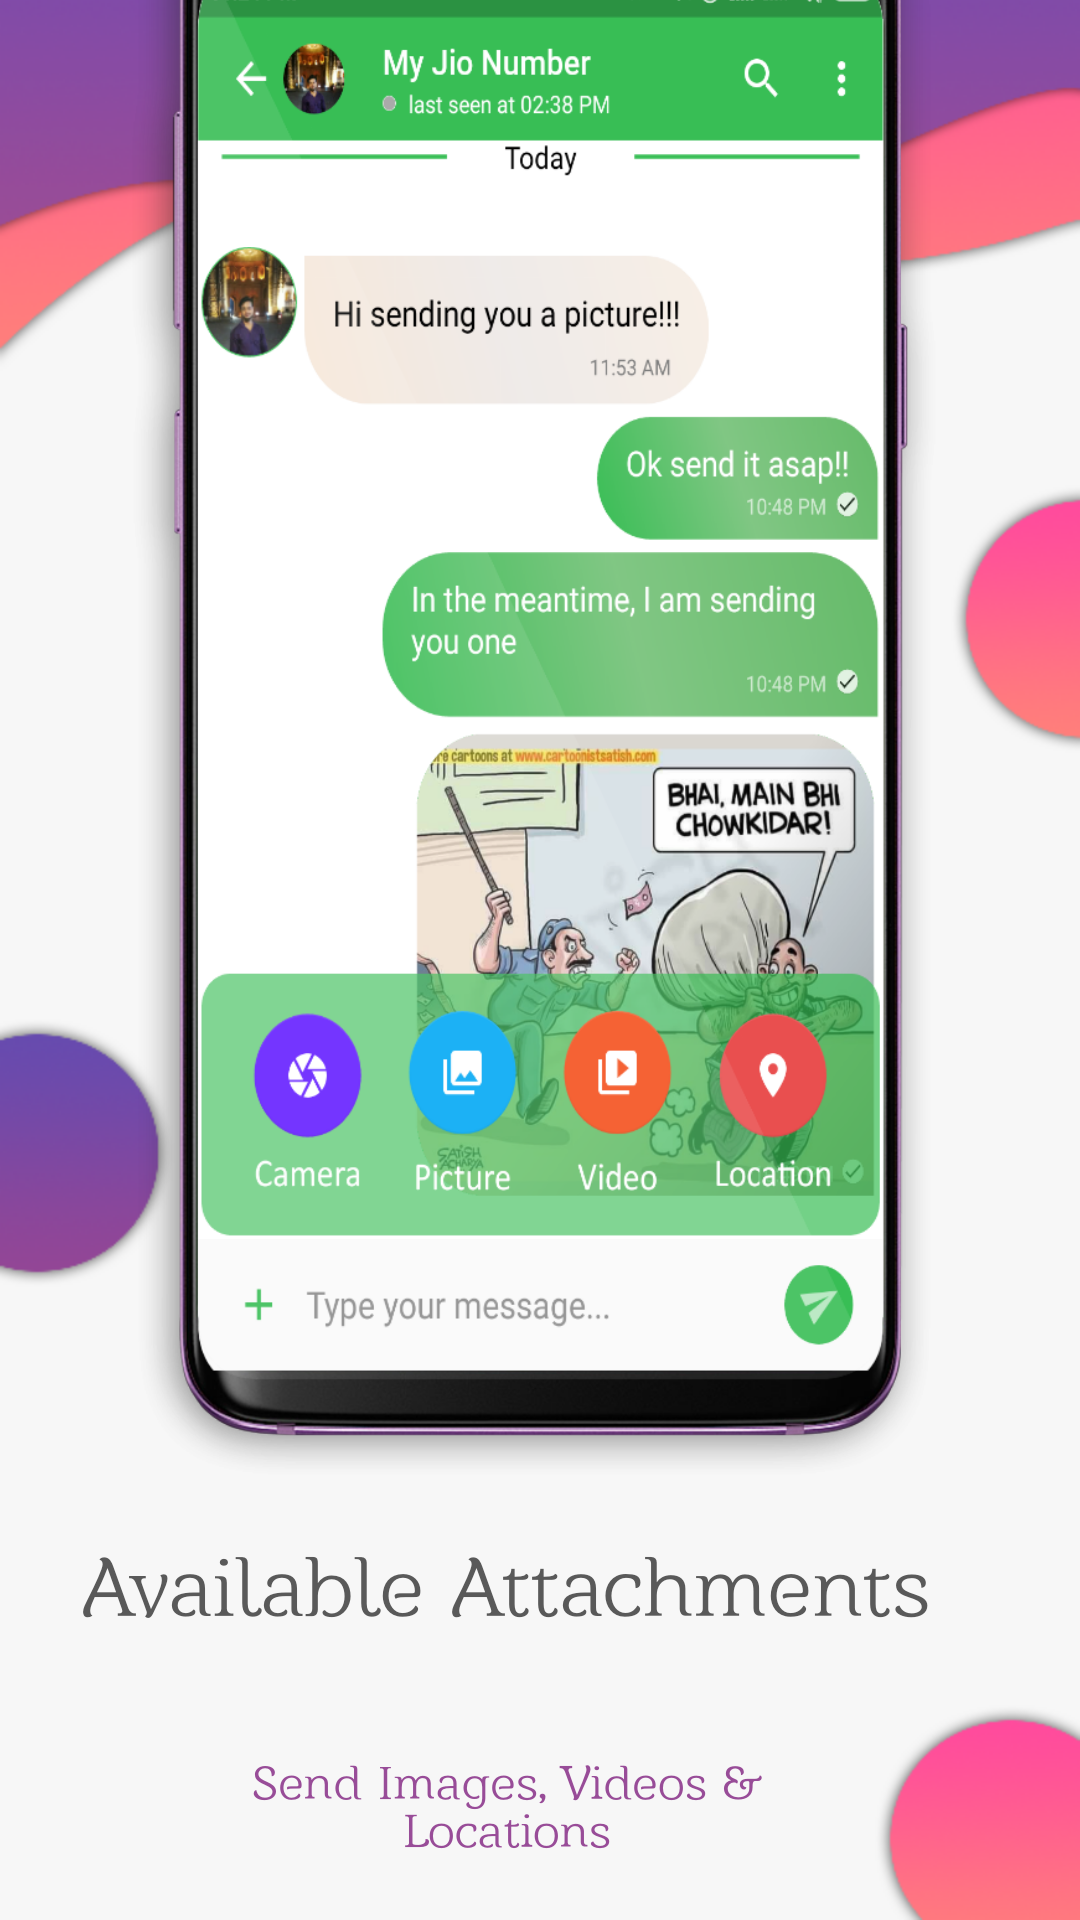 My Jio Number
last seen at 02:38 PM
Today
Hi sending you a picture!!!
11:53 AM
Ok send it asap!!
10:48 PM
In the meantime, I am sending
you one
10:48 PM
re cartoons at www.cartoonistsatish.com
BHAI, MAIN BHI
CHOWKIDAR!
SATISH
ACHARYA
Camera
Picture
Video
Location
Type your message...
Available Attachments
Send Images, Videos &
Locations